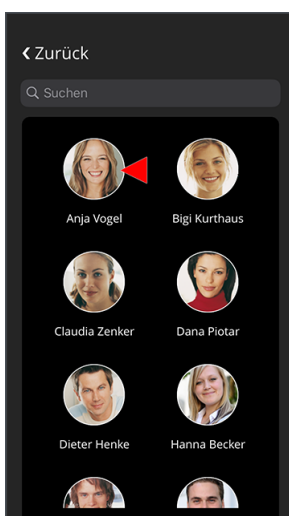 Zurück
Suchen
Anja Vogel
Bigi Kurthaus
Claudia Zenker
Dana Piotar
Dieter Henke
Hanna Becker